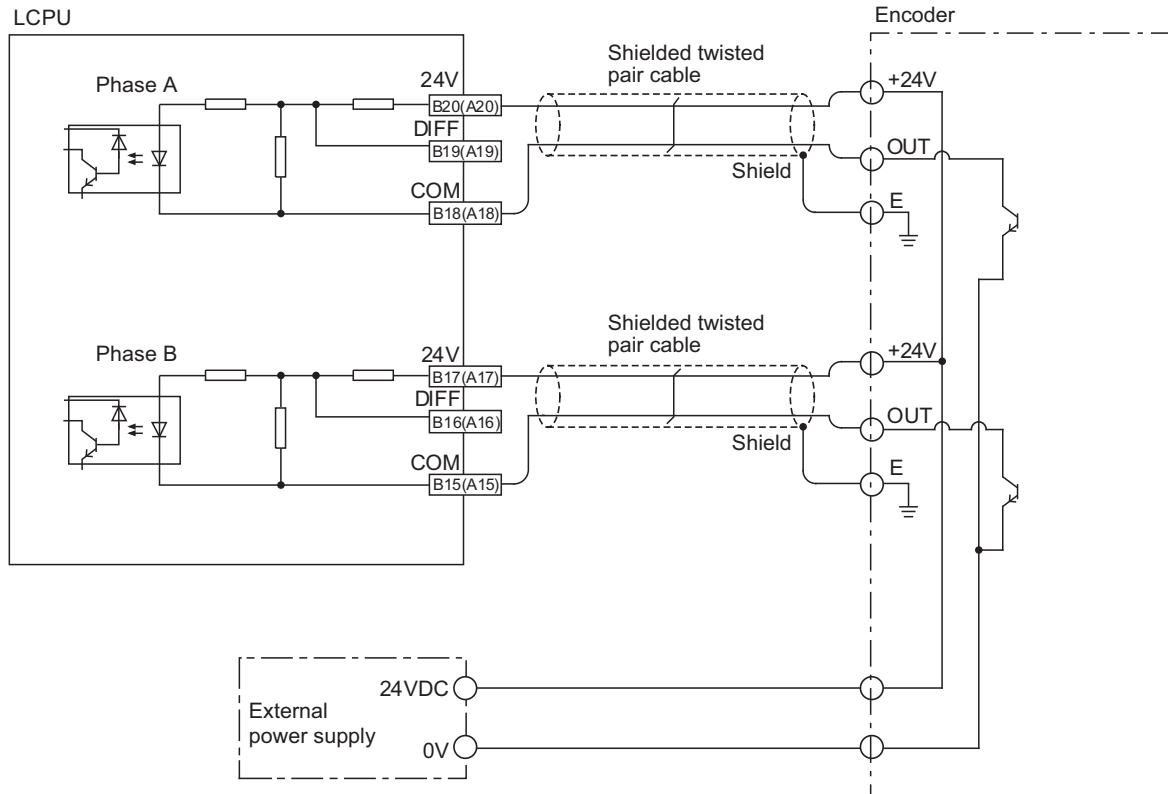 LCPU
Encoder
Phase A
24V
B20(A20)
DIFF
B19(A19)
COM
B18(A18)
Shielded twisted
pair cable
Shield
+24V
OUT
E
Phase B
24V
B17(A17)
DIFF
B16(A16)
COM
B15(A15)
Shielded twisted
pair cable
Shield
+24V
OUT
E
External
power supply
24VDC
0V